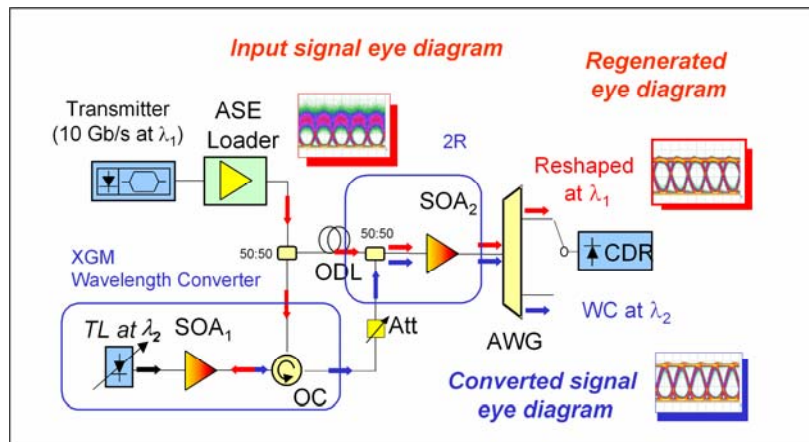 Input signal eye diagram
Regenerated
eye diagram
Transmitter
(10 Gb/s at λ1)
ASE
Loader
2R
Reshaped
at λ1
SOA2
50:50
50:50
ODL
CDR
XGM
Wavelength Converter
WC at λ2
TL at λ2
SOA1
Att
AWG
OC
Converted signal
eye diagram